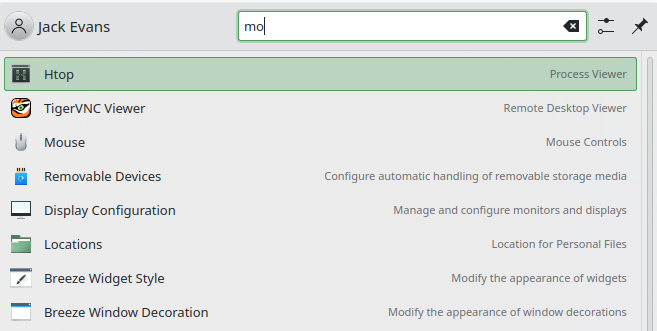 Jack Evans mo
Htop Process Viewer
TigerVNC Viewer Remote Desktop Viewer
Mouse Mouse Controls
Removable Devices Configure automatic handling of removable storage media
Display Configuration Manage and configure monitors and displays
Locations Location for Personal Files
Breeze Widget Style Modify the appearance of widgets
Breeze Window Decoration Modify the appearance of window decorations